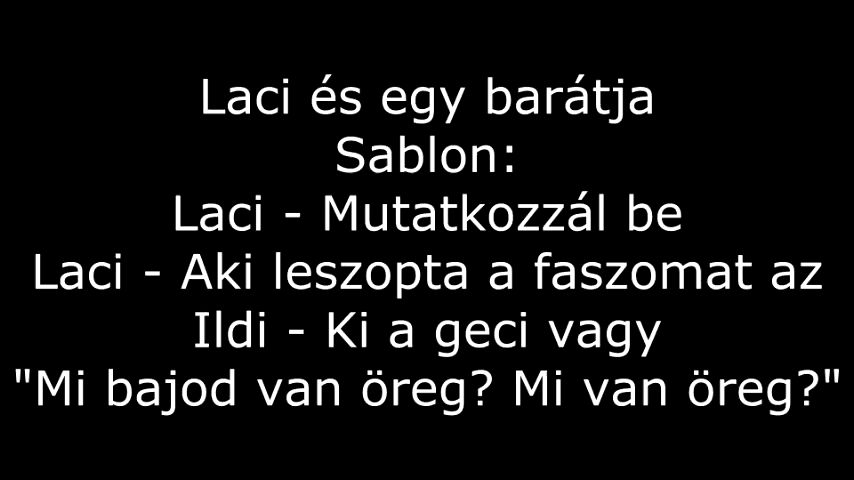 Laci és egy barátja
Sablon:
Laci - Mutatkozzál be
Laci - Aki leszopta a faszomat az
Ildi - Ki a geci vagy
"Mi bajod van öreg? Mi van öreg?"